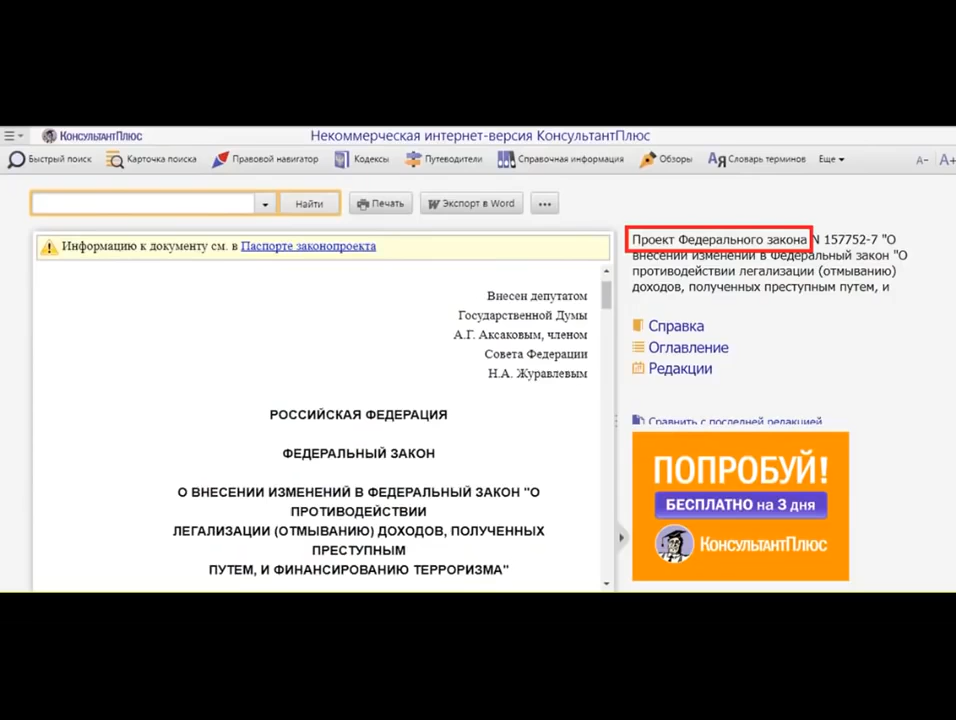 КОНСУЛЬТАНТПЛЮС
Некоммерческая интернет-версия КонсультантПлюс
Быстрый поиск
Карточка поиска
Правовой навигатор
Кодексы
Путеводители
Справочная информация
Обзоры
Словарь терминов
Еще
A-
A+
Найти
Печать
Экспорт в Word
...
Информацию к документу см. в Паспорте законопроекта
Внесен депутатом
Государственной Думы
А.Г. Аксаковым, членом
Совета Федерации
Н.А. Журавлевым
РОССИЙСКАЯ ФЕДЕРАЦИЯ
ФЕДЕРАЛЬНЫЙ ЗАКОН
О ВНЕСЕНИИ ИЗМЕНЕНИЙ В ФЕДЕРАЛЬНЫЙ ЗАКОН "О
ПРОТИВОДЕЙСТВИИ
ЛЕГАЛИЗАЦИИ (ОТМЫВАНИЮ) ДОХОДОВ, ПОЛУЧЕННЫХ
ПРЕСТУПНЫМ
ПУТЕМ, И ФИНАНСИРОВАНИЮ ТЕРРОРИЗМА"
Проект Федерального закона N 157752-7 "О
внесении изменений в Федеральный закон "О
противодействии легализации (отмыванию)
доходов, полученных преступным путем, и
Справка
Оглавление
Редакции
Сравнить с последней редакцией
ПОПРОБУЙ!
БЕСПЛАТНО на 3 дня
КОНСУЛЬТАНТПЛЮС